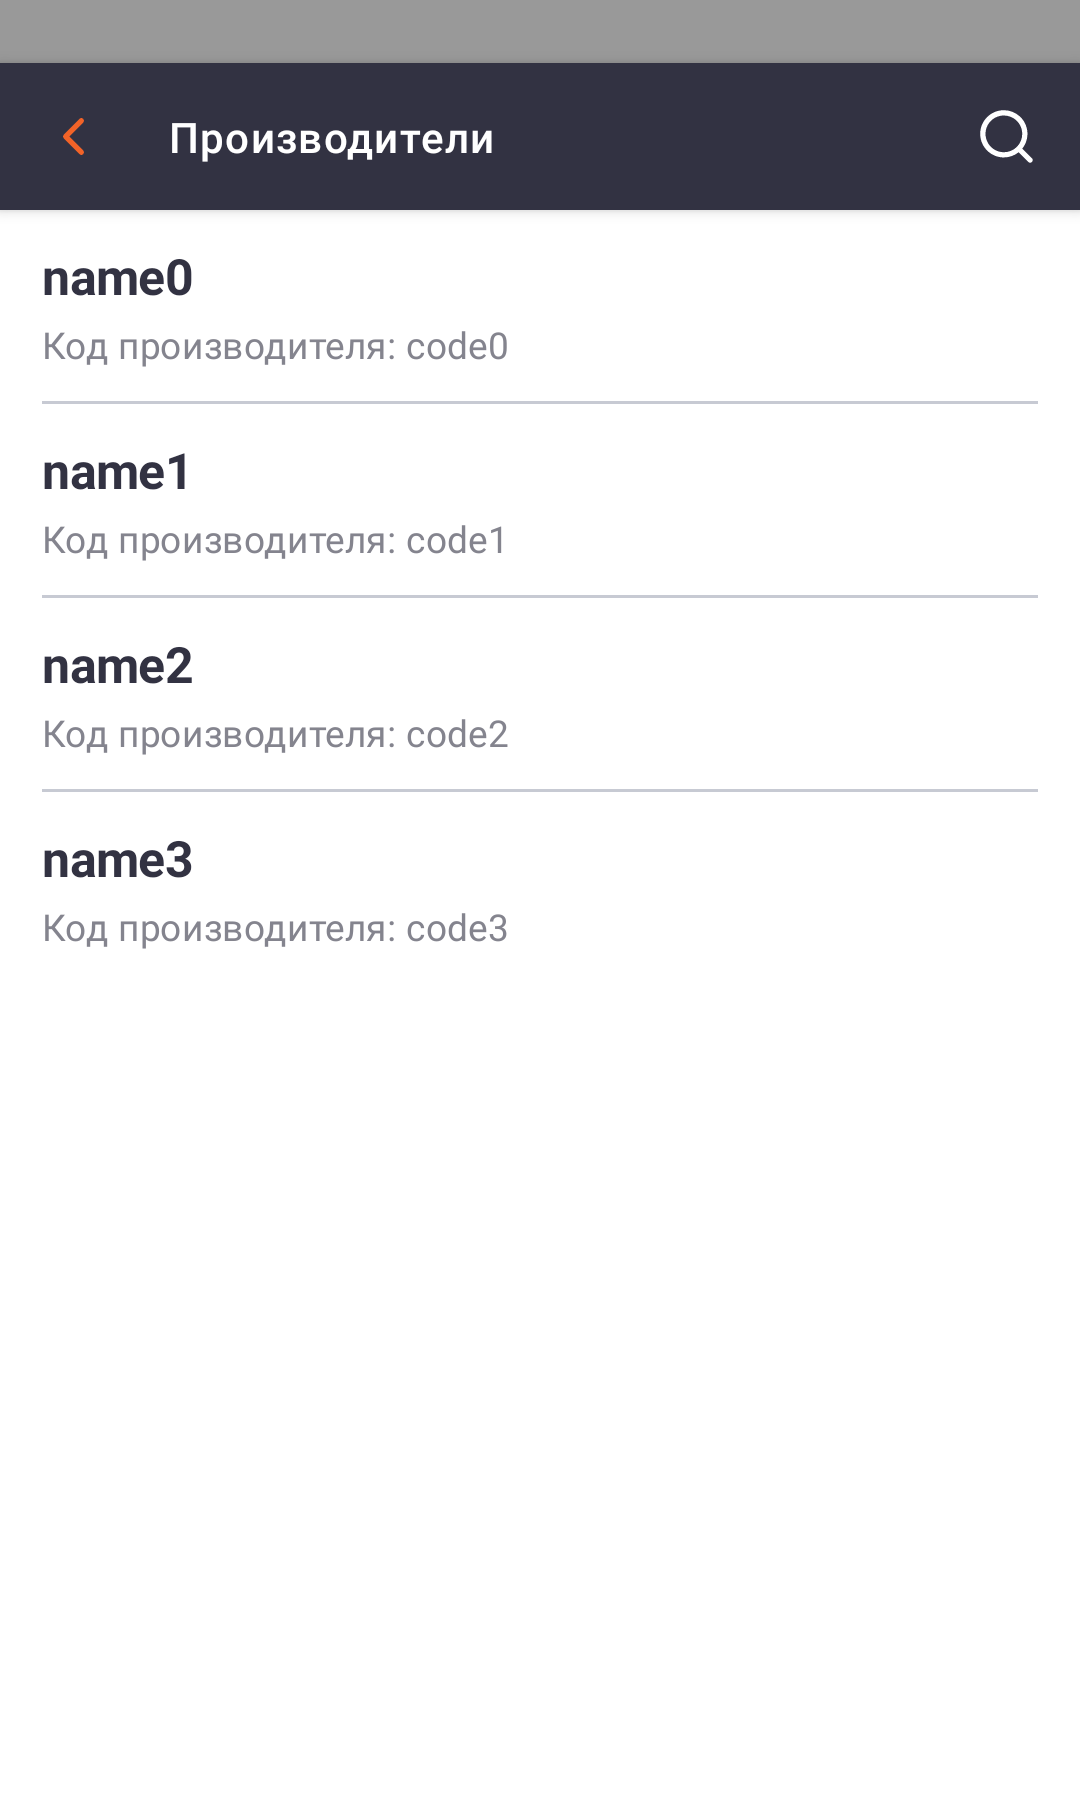 Производители
name0
Код производителя: code0
name1
Код производителя: code1
name2
Код производителя: code2
name3
Код производителя: code3